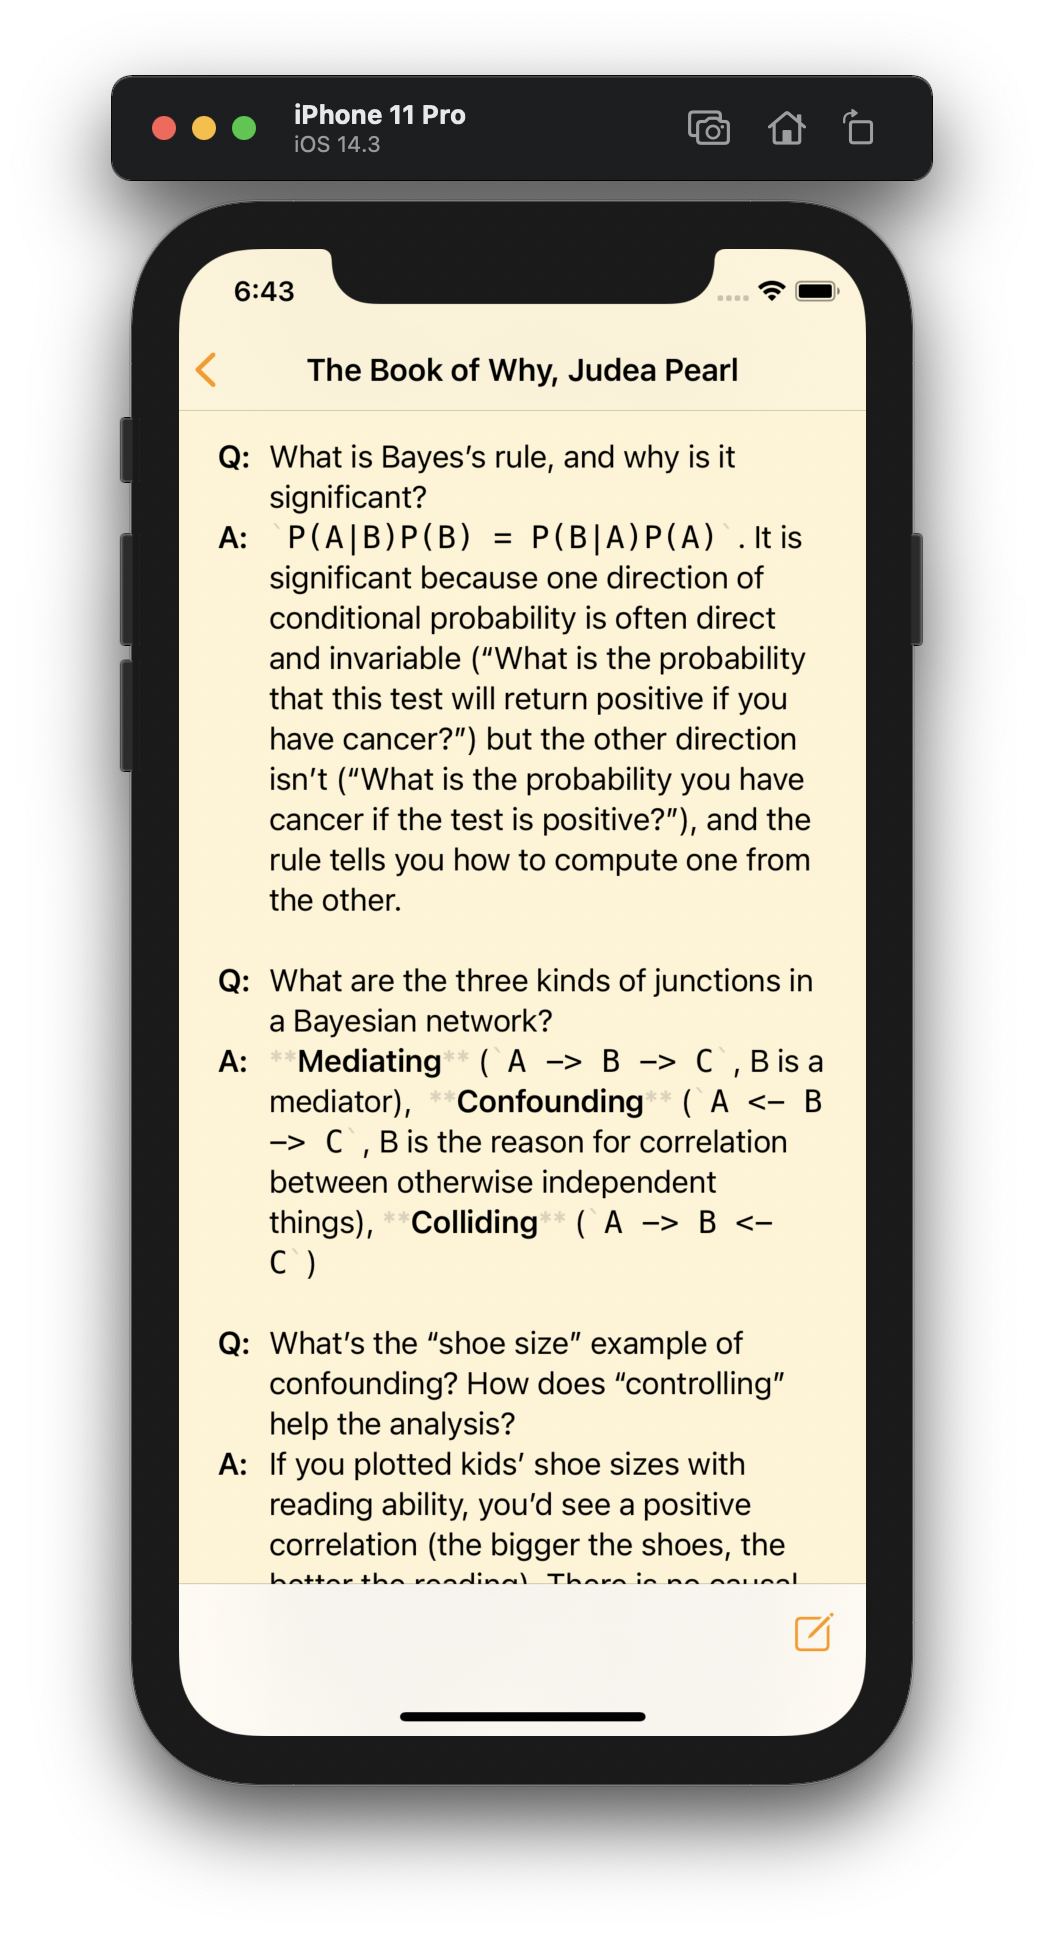 iPhone 11 Pro
iOS 14.3
6:43
The Book of Why, Judea Pearl
Q: What is Bayes’s rule, and why is it
significant?
A: `P(A|B)P(B) = P(B|A)P(A)`. It is
significant because one direction of
conditional probability is often direct
and invariable (“What is the probability
that this test will return positive if you
have cancer?”) but the other direction
isn’t (“What is the probability you have
cancer if the test is positive?”), and the
rule tells you how to compute one from
the other.
Q: What are the three kinds of junctions in
a Bayesian network?
A: **Mediating** (`A -> B -> C`, B is a
mediator), **Confounding** (`A <- B
-> C`, B is the reason for correlation
between otherwise independent
things), **Colliding** (`A -> B <-
C`)
Q: What’s the “shoe size” example of
confounding? How does “controlling”
help the analysis?
A: If you plotted kids’ shoe sizes with
reading ability, you’d see a positive
correlation (the bigger the shoes, the
better the reading). There is no causal